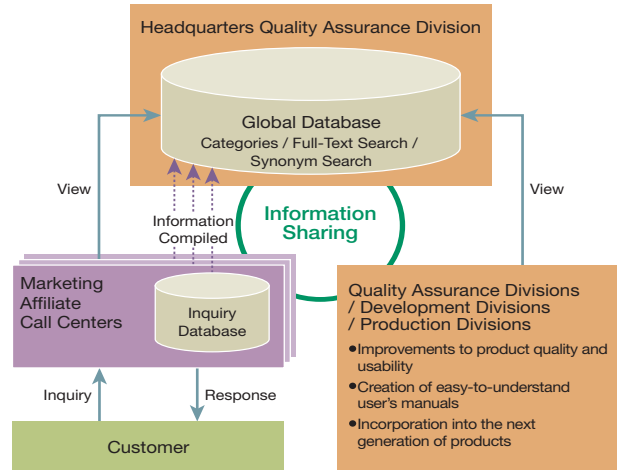 Headquarters Quality Assurance Division
Global Database
Categories / Full-Text Search /
Synonym Search
View
Information
Compiled
Information
Sharing
View
Marketing
Affiliate
Call Centers
Inquiry
Database
Quality Assurance Divisions
/ Development Divisions
/ Production Divisions
●Improvements to product quality and
usability
●Creation of easy-to-understand
user's manuals
●Incorporation into the next
generation of products
Inquiry
Response
Customer